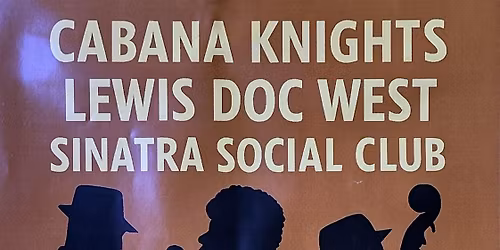 CABANA KNIGHTS
LEWIS DOC WEST
SINATRA SOCIAL CLUB